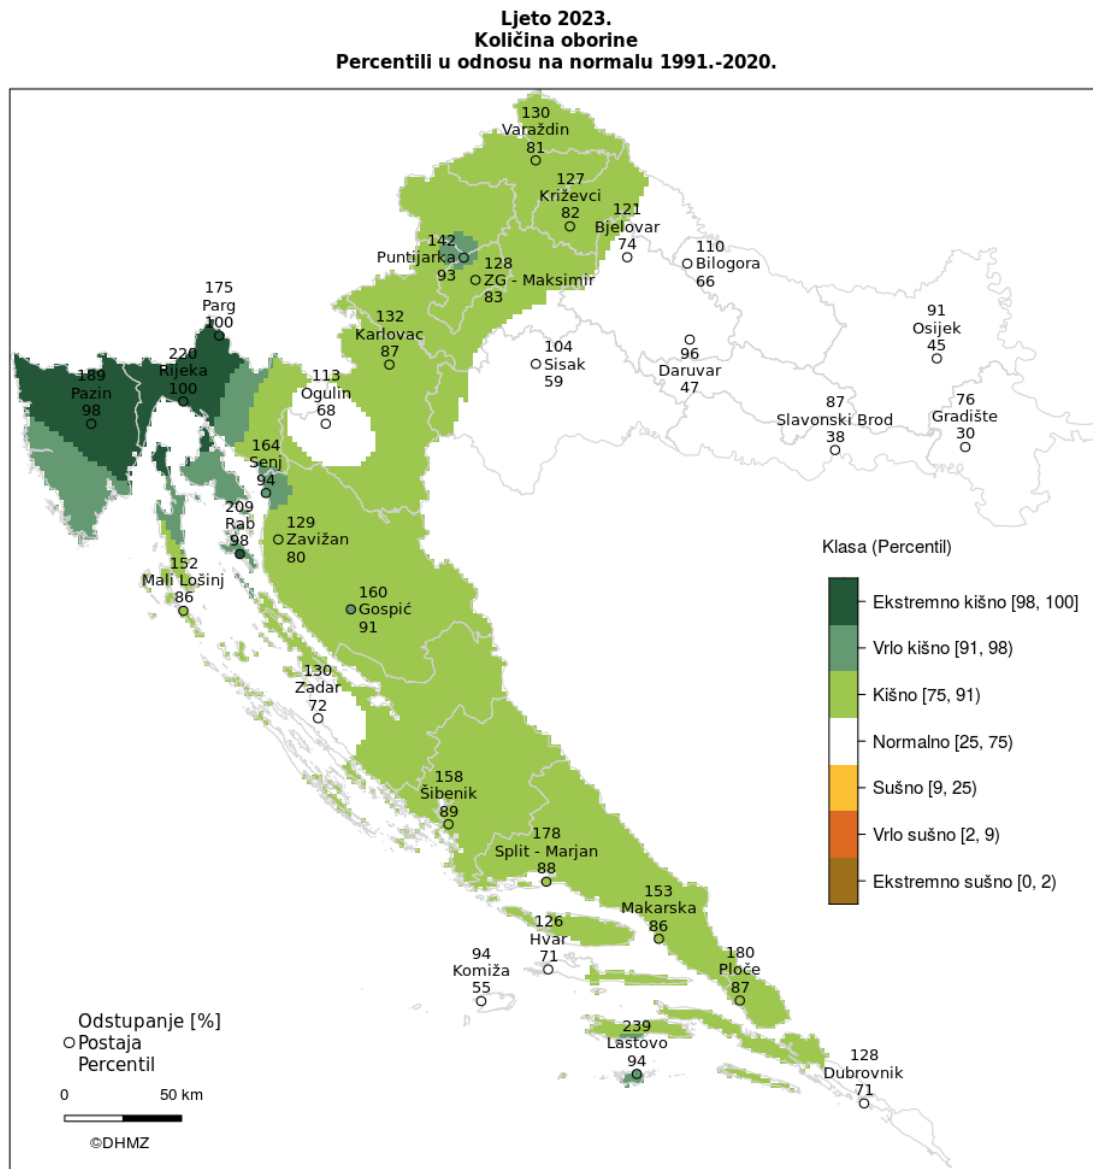 Ljeto 2023.
Količina oborine
Percentili u odnosu na normalu 1991.-2020.
130
Varaždin
81
127
Križevci
82
121
Bjelovar
74
142
Puntijarka
93
128
ZG - Maksimir
83
110
Bilogora
66
175
Parg
100
132
Karlovac
87
104
Sisak
59
96
Daruvar
47
91
Osijek
45
220
Rijeka
100
189
Pazin
98
113
Ogulin
68
87
Slavonski Brod
38
76
Gradište
30
164
Senj
94
209
Rab
98
129
Zavižan
80
152
Mali Lošinj
86
160
Gospić
91
130
Zadar
72
158
Šibenik
89
178
Split - Marjan
88
153
Makarska
86
126
Hvar
71
94
Komiža
55
180
Ploče
87
239
Lastovo
94
128
Dubrovnik
71
Klasa (Percentil)
Ekstremno kišno [98, 100]
Vrlo kišno [91, 98)
Kišno [75, 91)
Normalno [25, 75)
Sušno [9, 25)
Vrlo sušno [2, 9)
Ekstremno sušno [0, 2)
Odstupanje [%]
Postaja
Percentil
0 50 km
©DHMZ